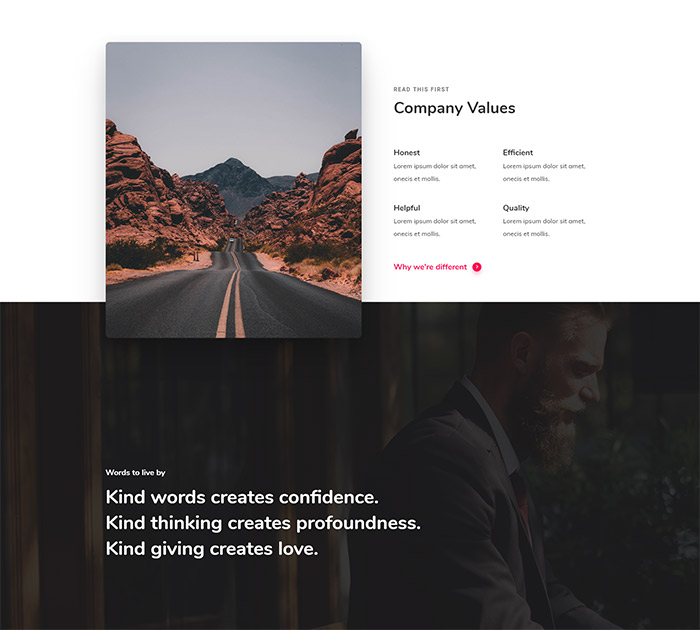 READ THIS FIRST
Company Values
Honest
Lorem ipsum dolor sit amet,
onecis et mollis.
Efficient
Lorem ipsum dolor sit amet,
onecis et mollis.
Helpful
Lorem ipsum dolor sit amet,
onecis et mollis.
Quality
Lorem ipsum dolor sit amet,
onecis et mollis.
Why we're different
Words to live by
Kind words creates confidence.
Kind thinking creates profoundness.
Kind giving creates love.